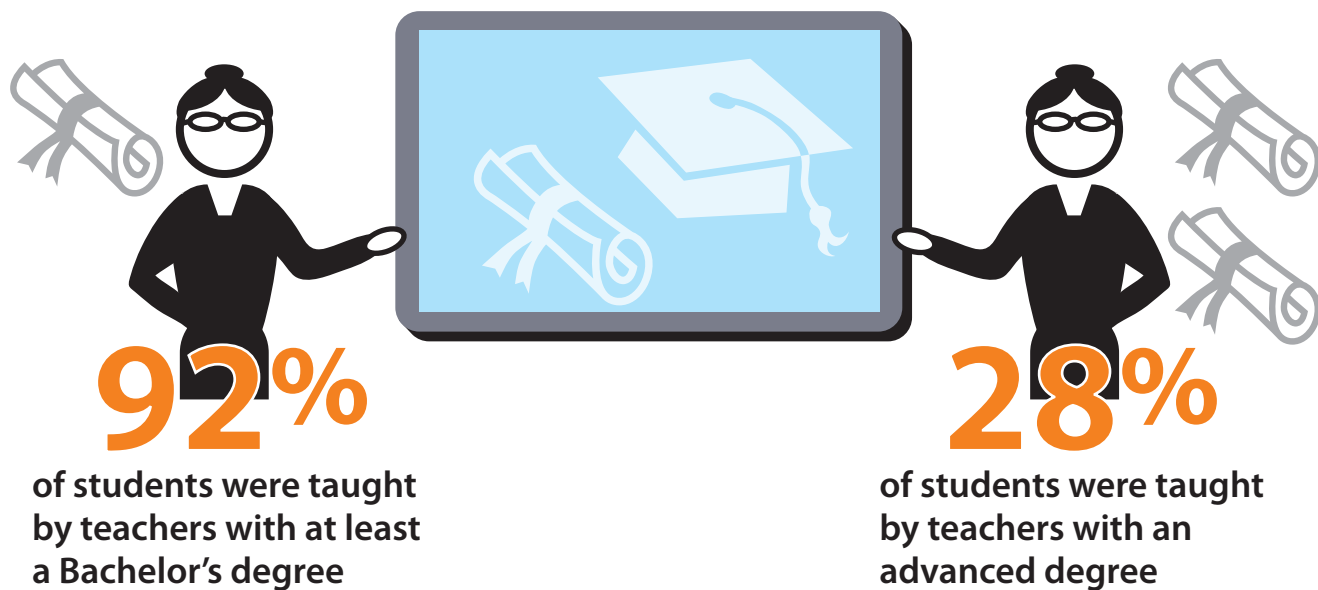 92%
of students were taught
by teachers with at least
a Bachelor’s degree
28%
of students were taught
by teachers with an
advanced degree